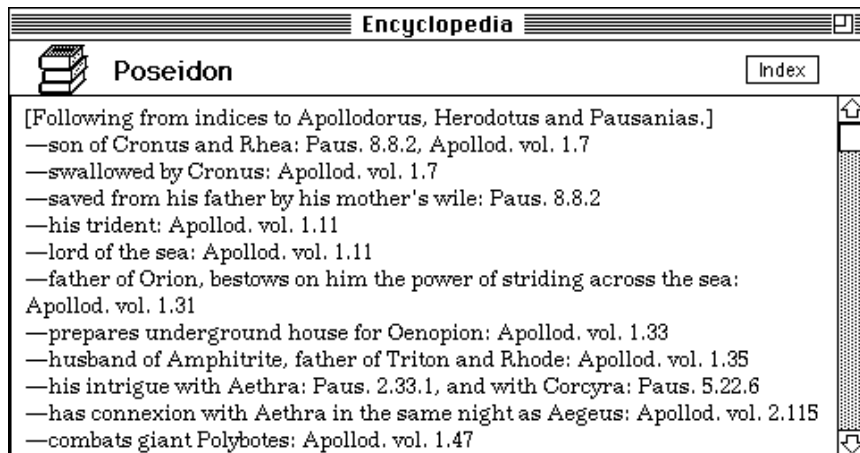 Encyclopedia
Poseidon
Index
[Following from indices to Apollodorus, Herodotus and Pausanias.]
—son of Cronus and Rhea: Paus. 8.8.2, Apollod. vol. 1.7
—swallowed by Cronus: Apollod. vol. 1.7
—saved from his father by his mother's wile: Paus. 8.8.2
—his trident: Apollod. vol. 1.11
—lord of the sea: Apollod. vol. 1.11
—father of Orion, bestows on him the power of striding across the sea:
Apollod. vol. 1.31
—prepares underground house for Oenopion: Apollod. vol. 1.33
—husband of Amphitrite, father of Triton and Rhode: Apollod. vol. 1.35
—his intrigue with Aethra: Paus. 2.33.1, and with Corcyra: Paus. 5.22.6
—has connexion with Aethra in the same night as Aegeus: Apollod. vol. 2.115
—combats giant Polybotes: Apollod. vol. 1.47